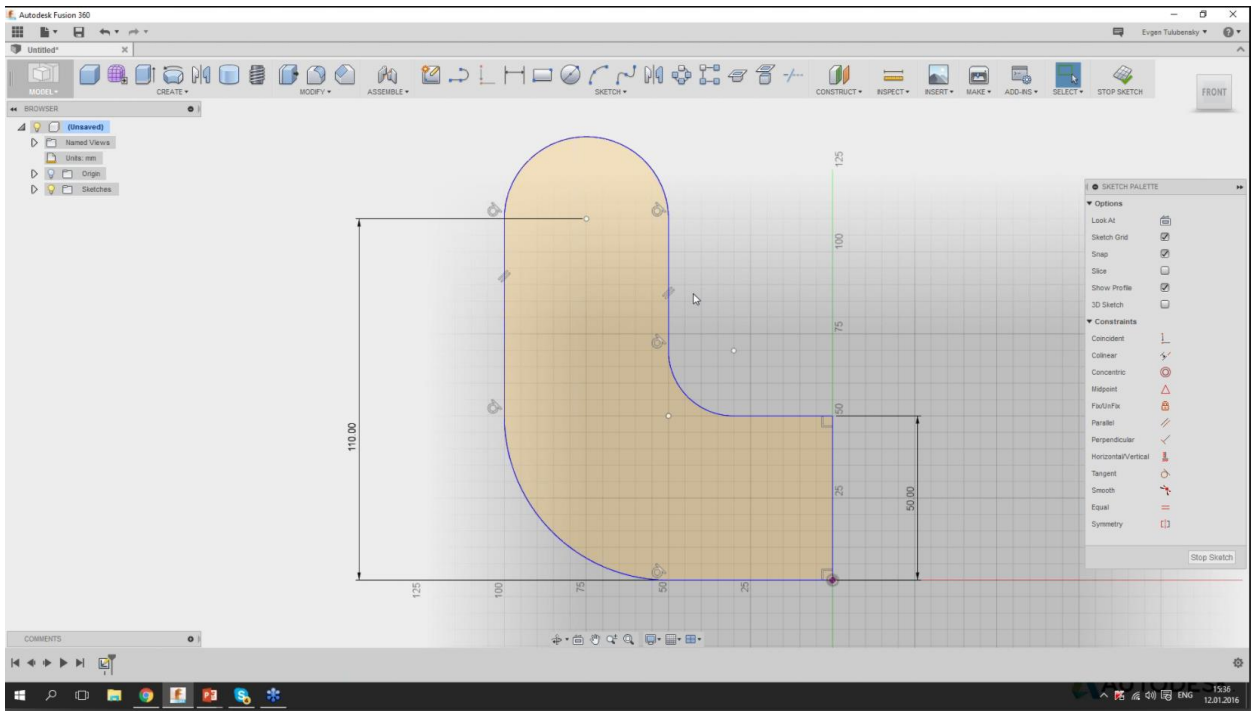 Autodesk Fusion 360
Evgen Tulubensky
Untitled*
MODEL
CREATE
MODIFY
ASSEMBLE
SKETCH
CONSTRUCT
INSPECT
INSERT
MAKE
ADD-INS
SELECT
STOP SKETCH
FRONT
BROWSER
(Unsaved)
Named Views
Units: mm
Origin
Sketches
SKETCH PALETTE
Options
Look At
Sketch Grid
Snap
Slice
Show Profile
3D Sketch
Constraints
Coincident
Colinear
Concentric
Midpoint
Fix/UnFix
Parallel
Perpendicular
Horizontal/Vertical
Tangent
Smooth
Equal
Symmetry
Stop Sketch
125
100
75
50
25
110.00
50.00
125
100
75
50
25
COMMENTS
ENG
15:36
12.01.2016